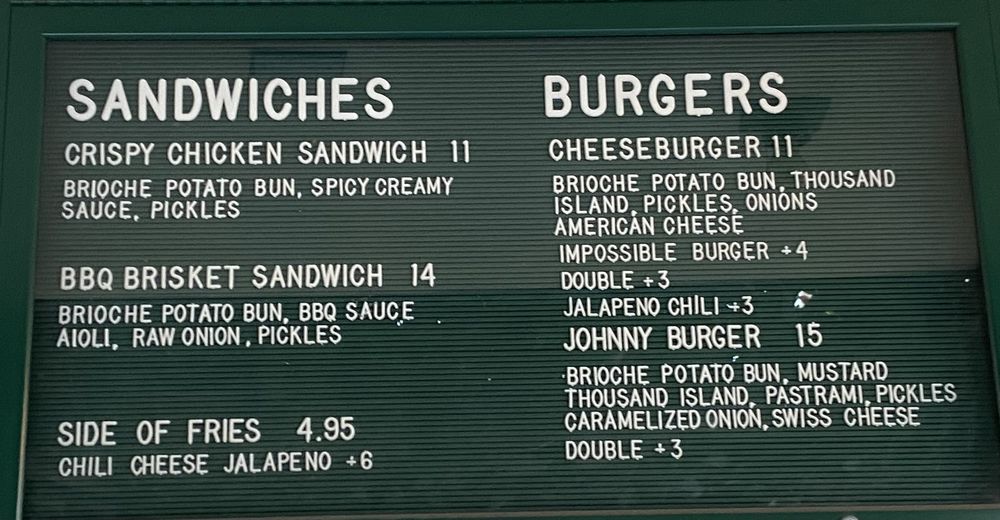 SANDWICHES
CRISPY CHICKEN SANDWICH 11
BRIOCHE POTATO BUN, SPICY CREAMY
SAUCE, PICKLES
BBQ BRISKET SANDWICH 14
BRIOCHE POTATO BUN, BBQ SAUCE
AIOLI, RAW ONION, PICKLES
SIDE OF FRIES 4.95
CHILI CHEESE JALAPENO +6
BURGERS
CHEESEBURGER 11
BRIOCHE POTATO BUN, THOUSAND
ISLAND, PICKLES, ONIONS
AMERICAN CHEESE
IMPOSSIBLE BURGER +4
DOUBLE +3
JALAPENO CHILI +3
JOHNNY BURGER 15
BRIOCHE POTATO BUN, MUSTARD
THOUSAND ISLAND, PASTRAMI, PICKLES
CARAMELIZED ONION, SWISS CHEESE
DOUBLE +3